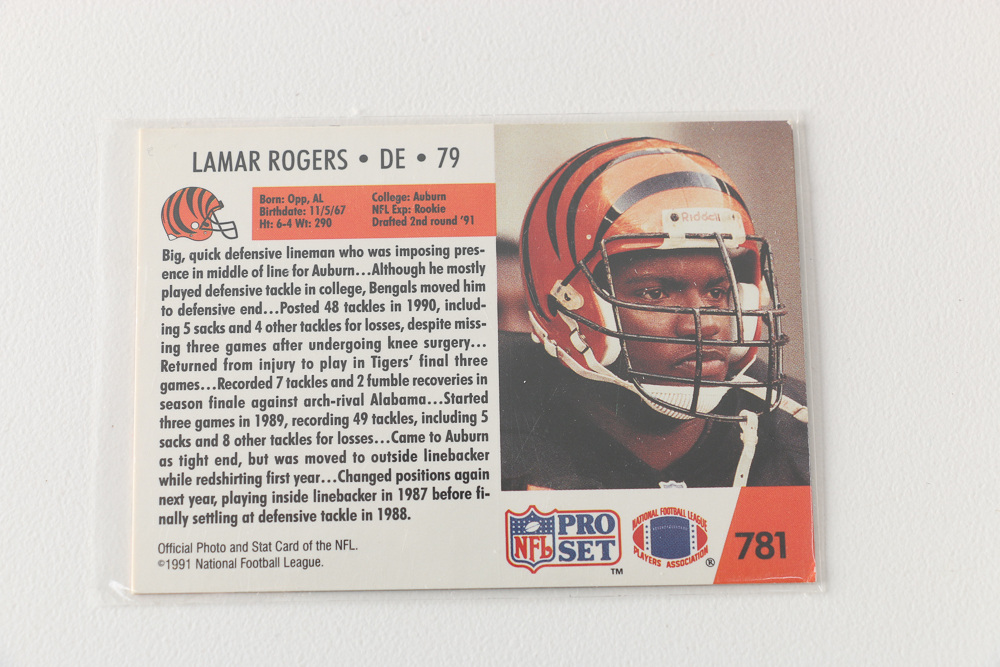 LAMAR ROGERS • DE • 79
Born: Opp, AL
Birthdate: 11/5/67
Ht: 6-4 Wt: 290
College: Auburn
NFL Exp: Rookie
Drafted 2nd round '91
Big, quick defensive lineman who was imposing pres-
ence in middle of line for Auburn...Although he mostly
played defensive tackle in college, Bengals moved him
to defensive end...Posted 48 tackles in 1990, includ-
ing 5 sacks and 4 other tackles for losses, despite miss-
ing three games after undergoing knee surgery...
Returned from injury to play in Tigers' final three
games...Recorded 7 tackles and 2 fumble recoveries in
season finale against arch-rival Alabama...Started
three games in 1989, recording 49 tackles, including 5
sacks and 8 other tackles for losses...Came to Auburn
as tight end, but was moved to outside linebacker
while redshirting first year...Changed positions again
next year, playing inside linebacker in 1987 before fi-
nally settling at defensive tackle in 1988.
Official Photo and Stat Card of the NFL.
©1991 National Football League.
Riddell
NFL PRO SET ™
NATIONAL FOOTBALL LEAGUE
PLAYERS ASSOCIATION ®
781